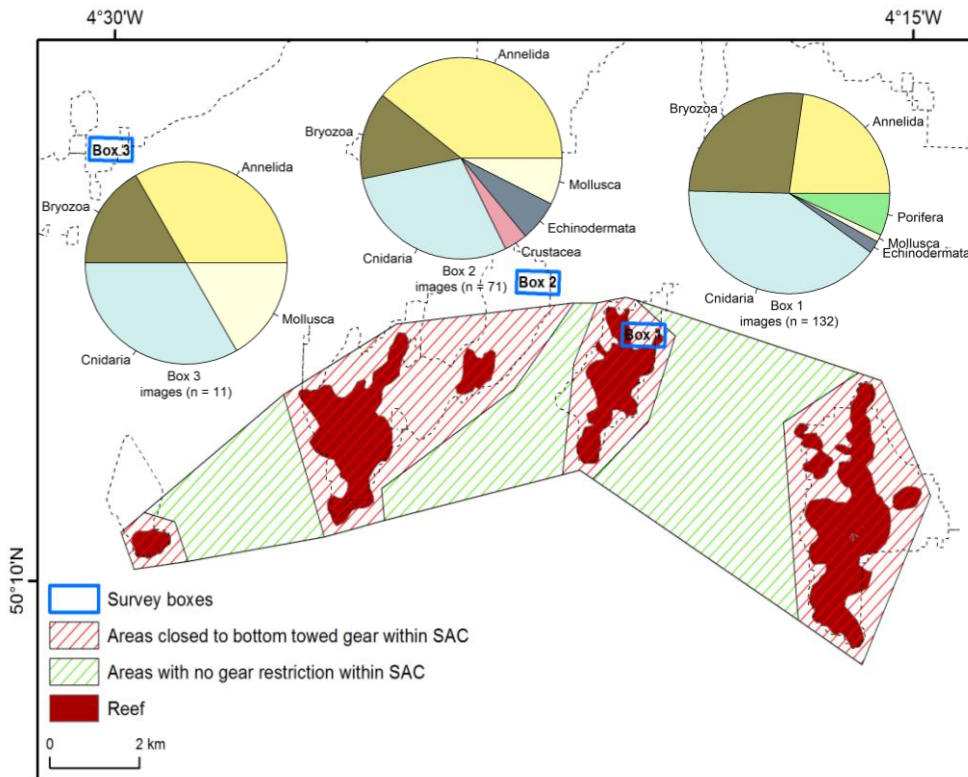 4°30'W
4°15'W
50°10'N
Box 3
Annelida
Bryozoa
Mollusca
Cnidaria
Box 3
images (n = 11)
Annelida
Bryozoa
Mollusca
Echinodermata
Crustacea
Cnidaria
Box 2
images (n = 71)
Box 2
Annelida
Bryozoa
Porifera
Mollusca
Echinodermata
Cnidaria
Box 1
images (n = 132)
Box 1
Survey boxes
Areas closed to bottom towed gear within SAC
Areas with no gear restriction within SAC
Reef
0 2 km